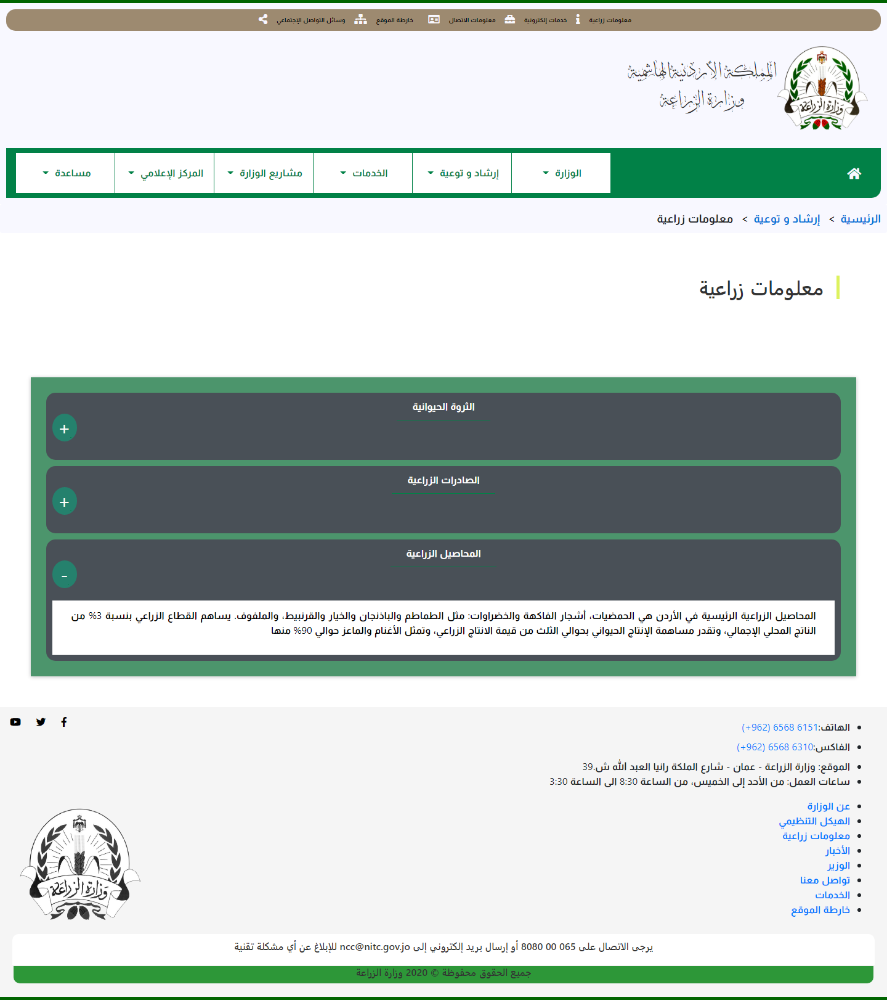 معلومات زراعية
خدمات إلكترونية
معلومات الاتصال
خارطة الموقع
وسائل التواصل الإجتماعي
المملكة الأردنية الهاشمية
وزارة الزراعة
وزارة الزراعة
الوزارة
إرشاد و توعية
الخدمات
مشاريع الوزارة
المركز الإعلامي
مساعدة
الرئيسية > إرشاد و توعية > معلومات زراعية
معلومات زراعية
الثروة الحيوانية
+
الصادرات الزراعية
+
المحاصيل الزراعية
-
المحاصيل الزراعية الرئيسية في الأردن هي الحمضيات، أشجار الفاكهة والخضراوات: مثل الطماطم والباذنجان والخيار والقرنبيط، والملفوف. يساهم القطاع الزراعي بنسبة 3% من
الناتج المحلي الإجمالي، وتقدر مساهمة الإنتاج الحيواني بحوالي الثلث من قيمة الانتاج الزراعي، وتمثل الأغنام والماعز حوالي 90% منها
الهاتف:(+962) 6568 6151
الفاكس:(+962) 6568 6310
الموقع: وزارة الزراعة - عمان - شارع الملكة رانيا العبد الله ش.39
ساعات العمل: من الأحد إلى الخميس، من الساعة 8:30 الى الساعة 3:30
عن الوزارة
الهيكل التنظيمي
معلومات زراعية
الأخبار
الوزير
تواصل معنا
الخدمات
خارطة الموقع
وزارة الزراعة
يرجى الاتصال على 065 00 8080 أو إرسال بريد إلكتروني إلى ncc@nitc.gov.jo للإبلاغ عن أي مشكلة تقنية
جميع الحقوق محفوظة © 2020 وزارة الزراعة